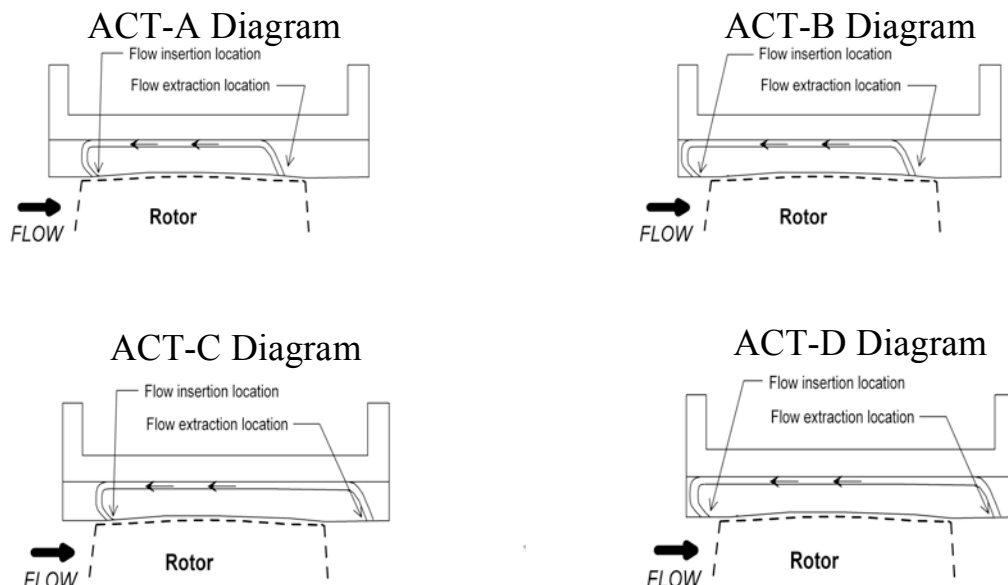 ACT-A Diagram
Flow insertion location
Flow extraction location
Rotor
FLOW
ACT-B Diagram
Flow insertion location
Flow extraction location
Rotor
FLOW
ACT-C Diagram
Flow insertion location
Flow extraction location
Rotor
FLOW
ACT-D Diagram
Flow insertion location
Flow extraction location
Rotor
FLOW